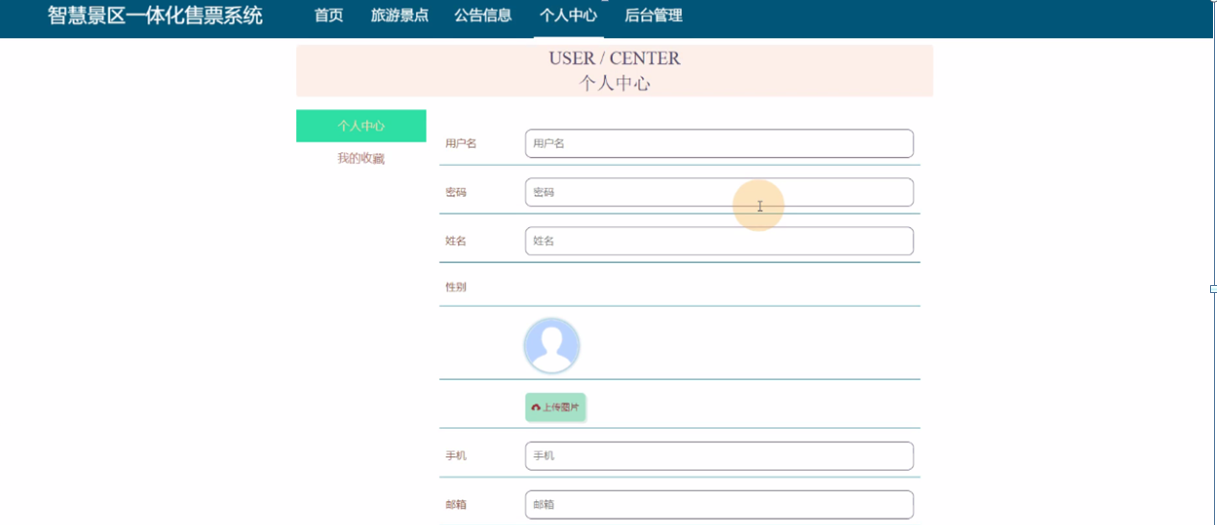 智慧景区一体化售票系统 首页 旅游景点 公告信息 个人中心 后台管理
USER / CENTER
个人中心
个人中心
我的收藏
用户名 用户名
密码 密码
姓名 姓名
性别
上传图片
手机 手机
邮箱 邮箱